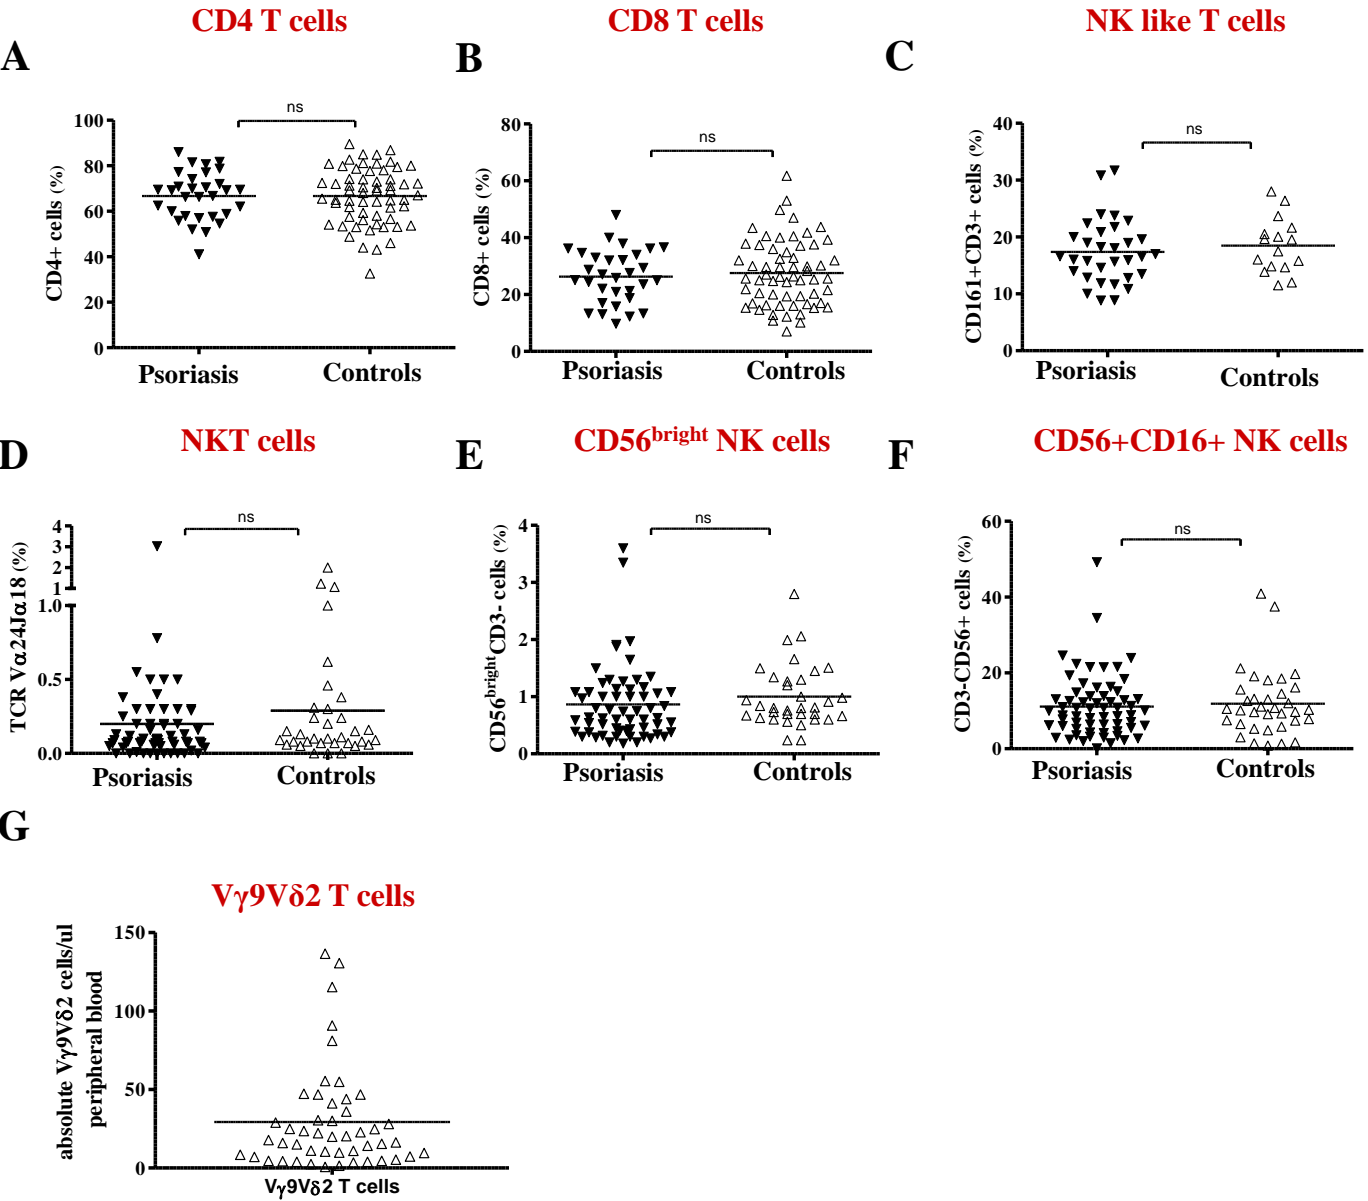 CD4 T cells
CD8 T cells
NK like T cells
A
B
C
ns
100
80
60
40
20
0
CD4+ cells (%)
Psoriasis
Controls
ns
80
60
40
20
0
CD8+ cells (%)
Psoriasis
Controls
ns
40
30
20
10
0
CD161+CD3+ cells (%)
Psoriasis
Controls
NKT cells
CD56bright NK cells
CD56+CD16+ NK cells
D
E
F
ns
4
3
2
1
1.0
0.5
0.0
TCR Vα24Jα18 (%)
Psoriasis
Controls
ns
4
3
2
1
0
CD56brightCD3- cells (%)
Psoriasis
Controls
ns
60
40
20
0
CD3-CD56+ cells (%)
Psoriasis
Controls
G
Vγ9Vδ2 T cells
150
100
50
0
absolute Vγ9Vδ2 cells/ul
peripheral blood
Vγ9Vδ2 T cells